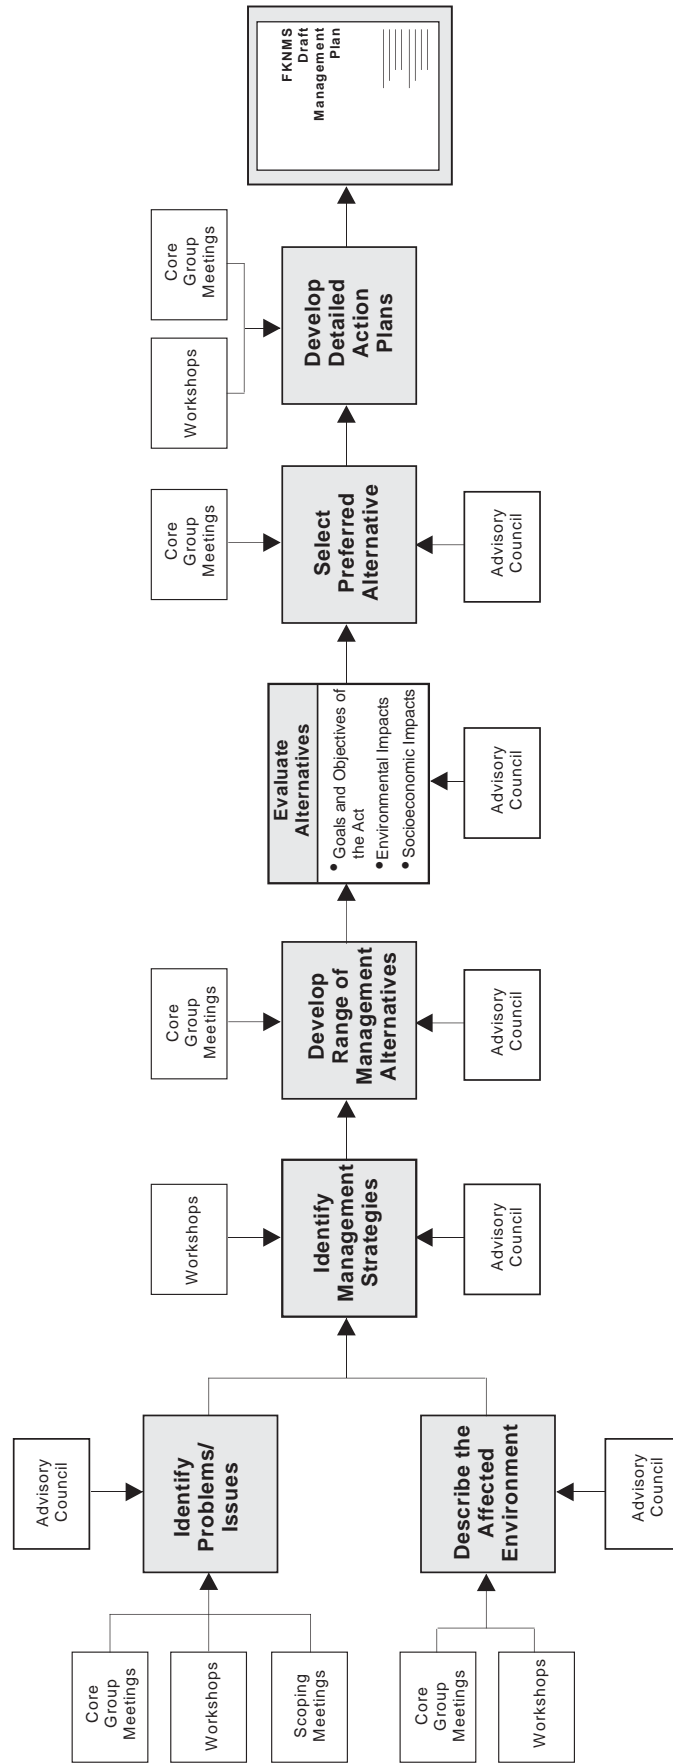 Core
Group
Meetings
Workshops
Scoping
Meetings
Advisory
Council
Identify
Problems/
Issues
Core
Group
Meetings
Workshops
Describe the
Affected
Environment
Advisory
Council
Workshops
Identify
Management
Strategies
Advisory
Council
Core
Group
Meetings
Develop
Range of
Management
Alternatives
Advisory
Council
Evaluate
Alternatives
• Goals and Objectives of
the Act
•Environmental Impacts
• Socioeconomic Impacts
Advisory
Council
Core
Group
Meetings
Select
Preferred
Alternative
Advisory
Council
Workshops
Core
Group
Meetings
Develop
Detailed
Action
Plans
FKNMS
Draft
Management
Plan